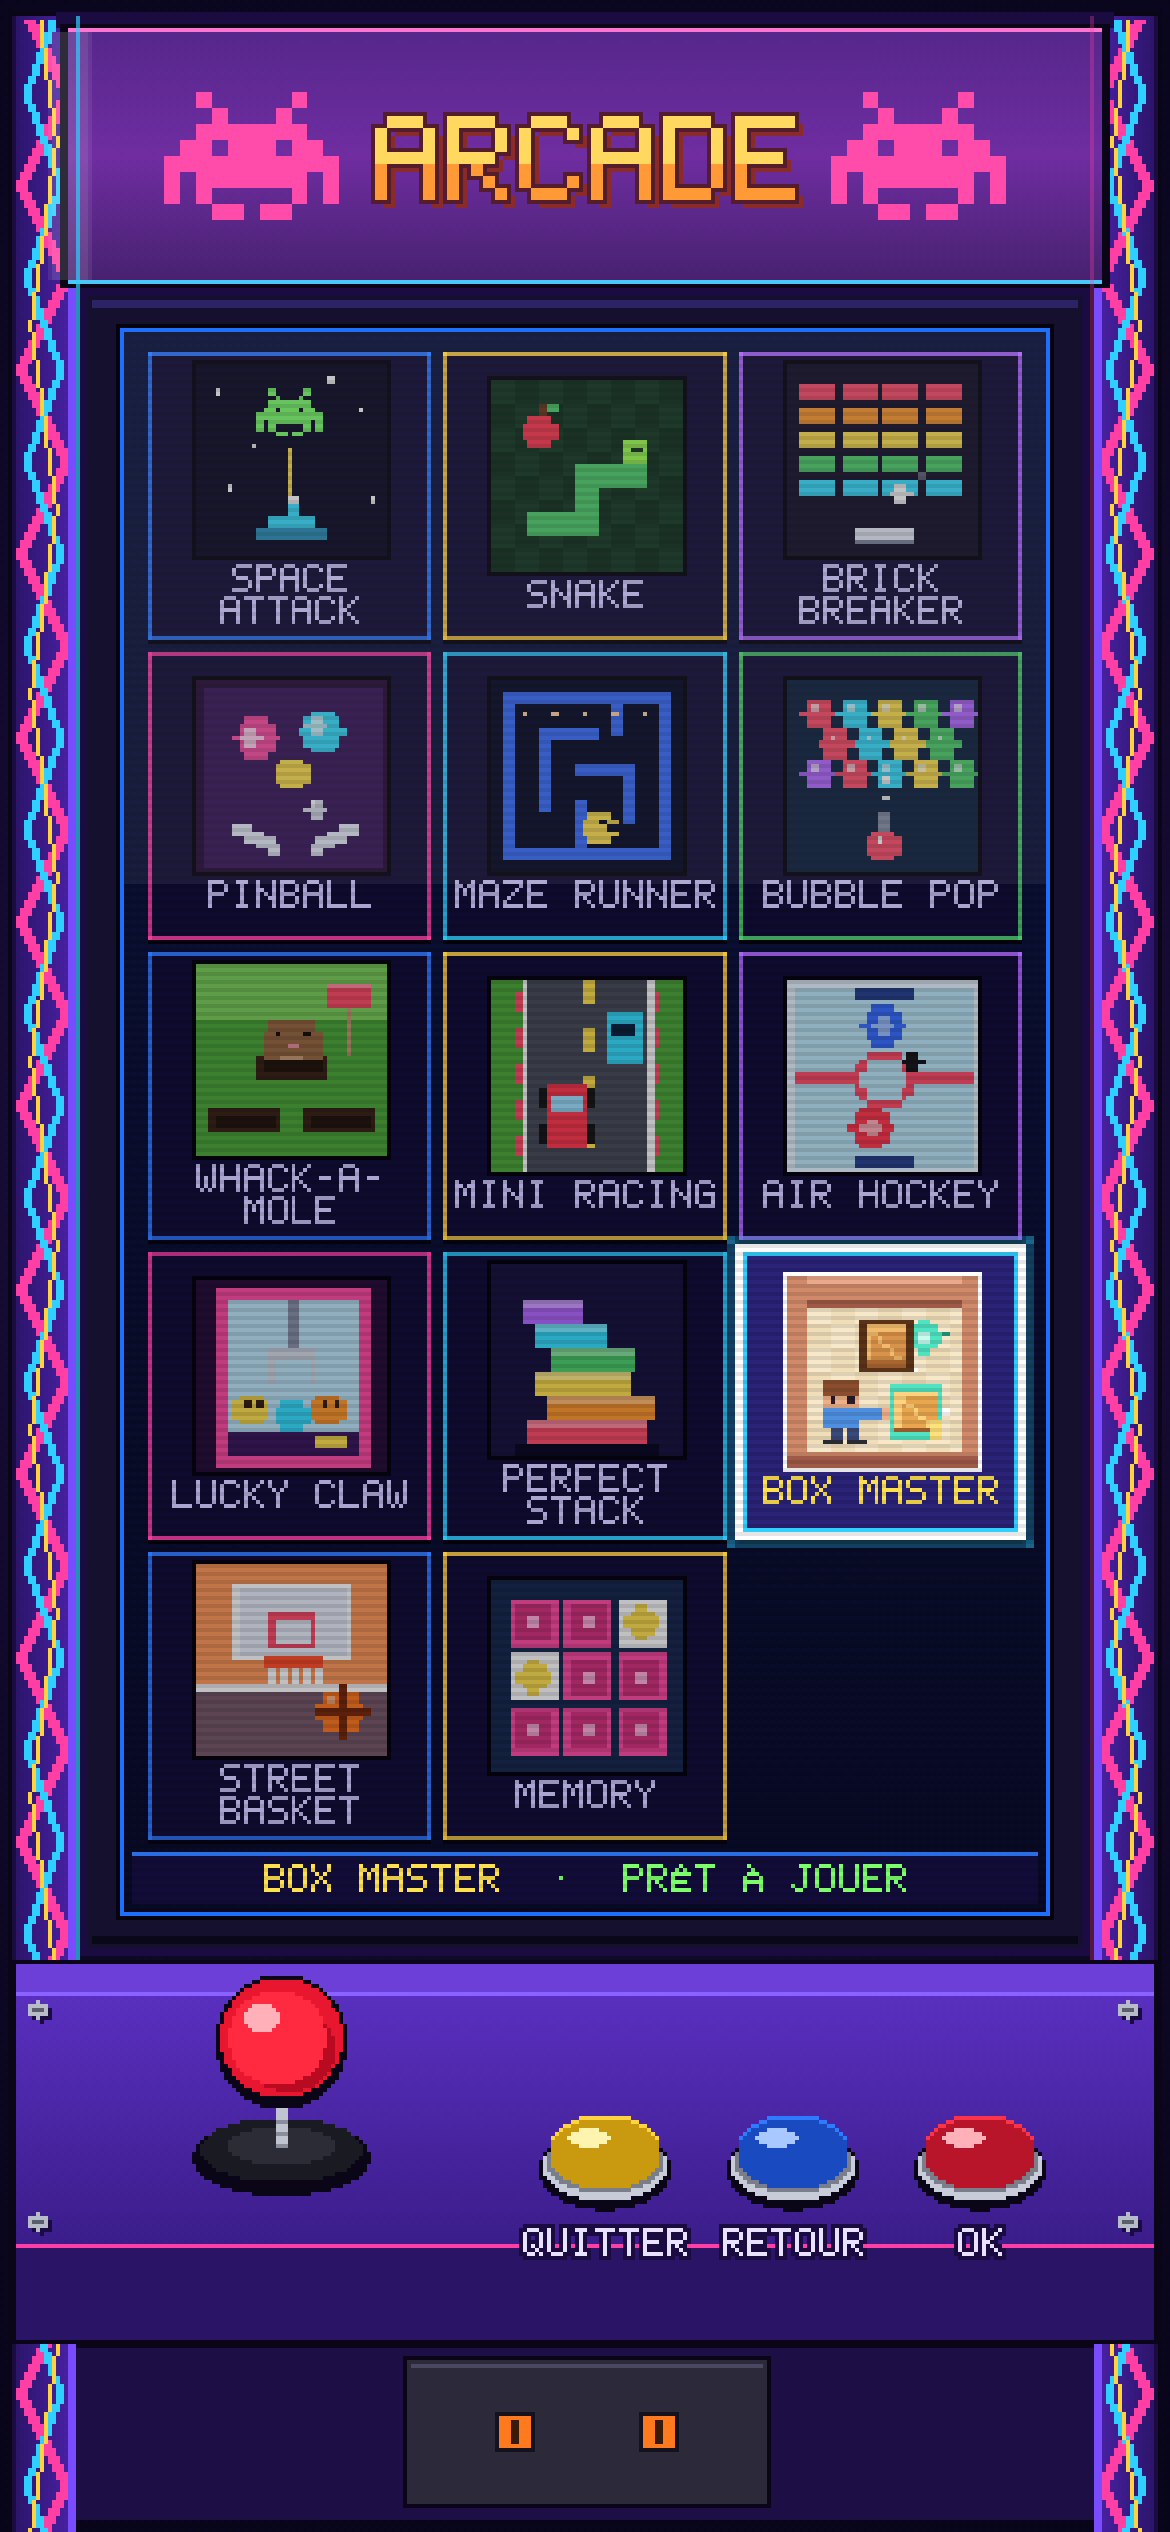 ARCADE
SPACE
ATTACK
SNAKE
BRICK
BREAKER
PINBALL
MAZE RUNNER
BUBBLE POP
WHACK-A-
MOLE
MINI RACING
AIR HOCKEY
LUCKY CLAW
PERFECT
STACK
BOX MASTER
STREET
BASKET
MEMORY
BOX MASTER · PRÊT À JOUER
QUITTER RETOUR OK